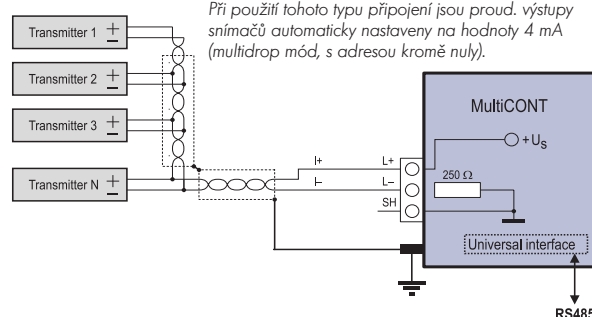 Při použití tohoto typu připojení jsou proud. výstupy
snímačů automaticky nastaveny na hodnoty 4 mA
(multidrop mód, s adresou kromě nuly).
Transmitter 1 + –
Transmitter 2 + –
Transmitter 3 + –
Transmitter N + –
I+
I–
L+
L–
SH
MultiCONT
+ US
250 Ω
Universal interface
RS485